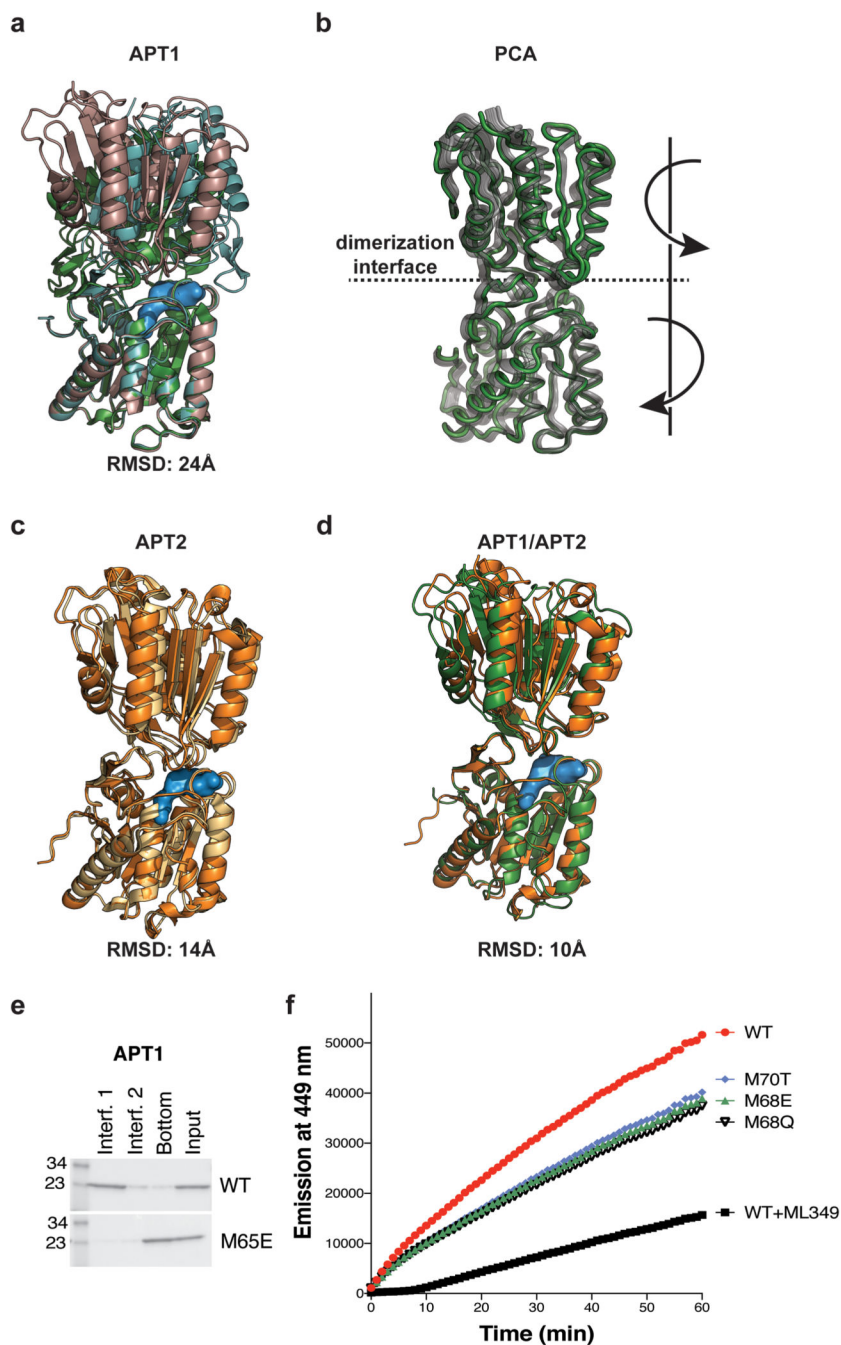 a
APT1
RMSD: 24Å
b
PCA
dimerization
interface
c
APT2
RMSD: 14Å
d
APT1/APT2
RMSD: 10Å
e
APT1
Interf. 1
Interf. 2
Bottom
Input
34
23
WT
34
23
M65E
f
Emission at 449 nm
50000
40000
30000
20000
10000
0
0 10 20 30 40 50 60
Time (min)
WT
M70T
M68E
M68Q
WT+ML349